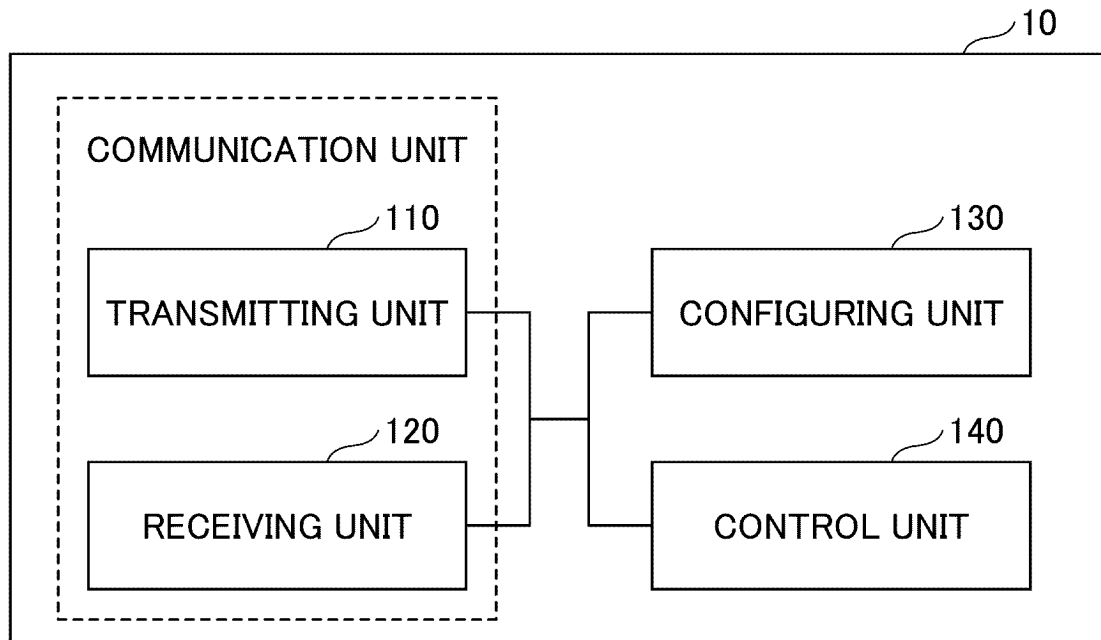 10
COMMUNICATION UNIT
110
TRANSMITTING UNIT
130
CONFIGURING UNIT
120
RECEIVING UNIT
140
CONTROL UNIT